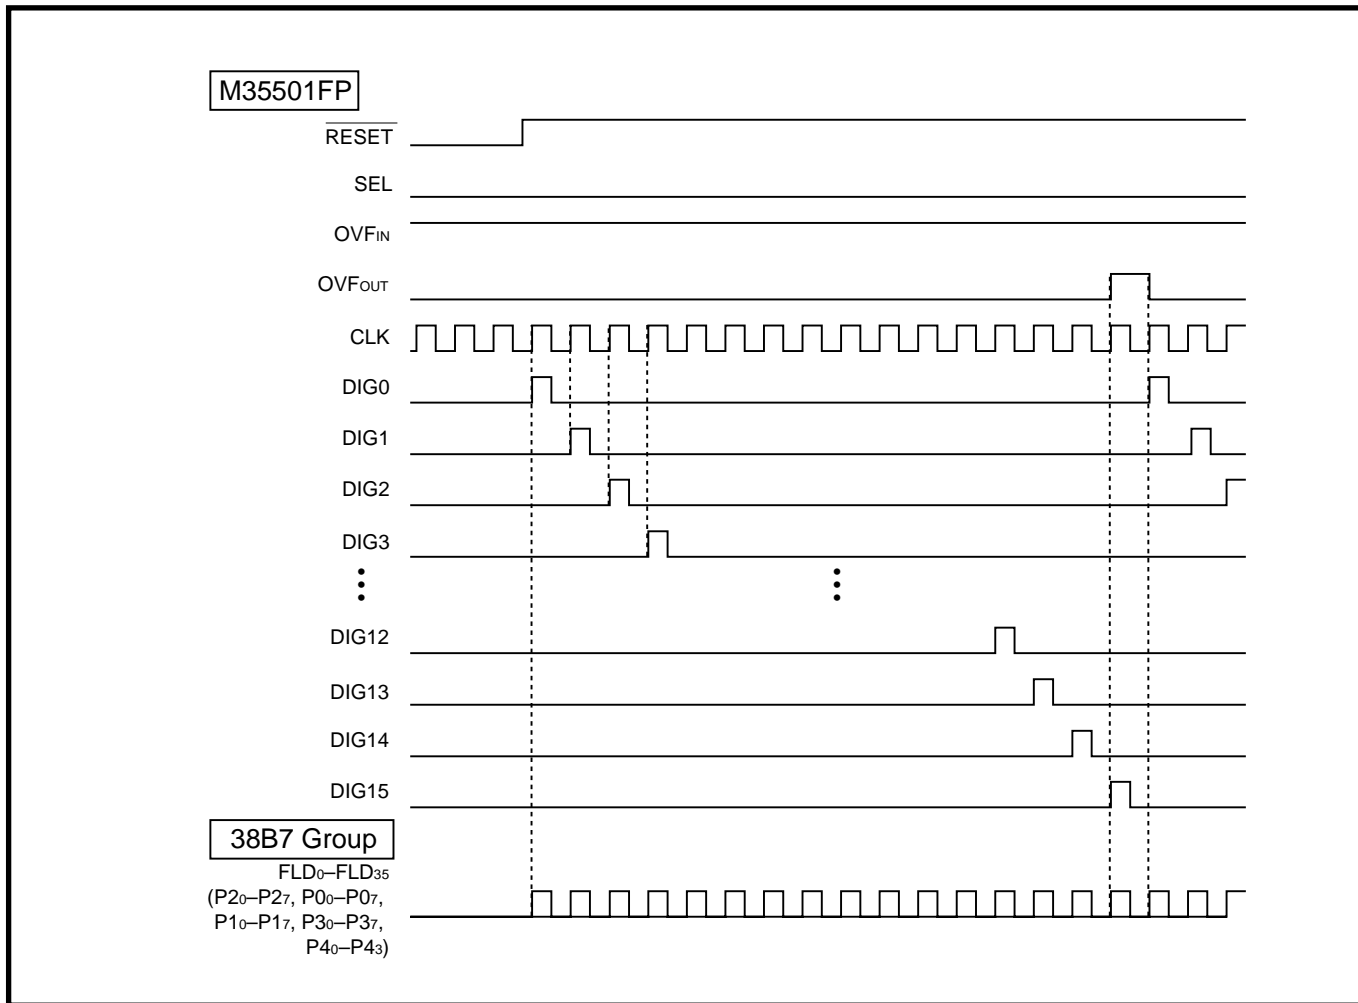 M35501FP
RESET
SEL
OVFIN
OVFOUT
CLK
DIG0
DIG1
DIG2
DIG3
DIG12
DIG13
DIG14
DIG15
38B7 Group
FLD0–FLD35
(P20–P27, P00–P07,
P10–P17, P30–P37,
P40–P43)